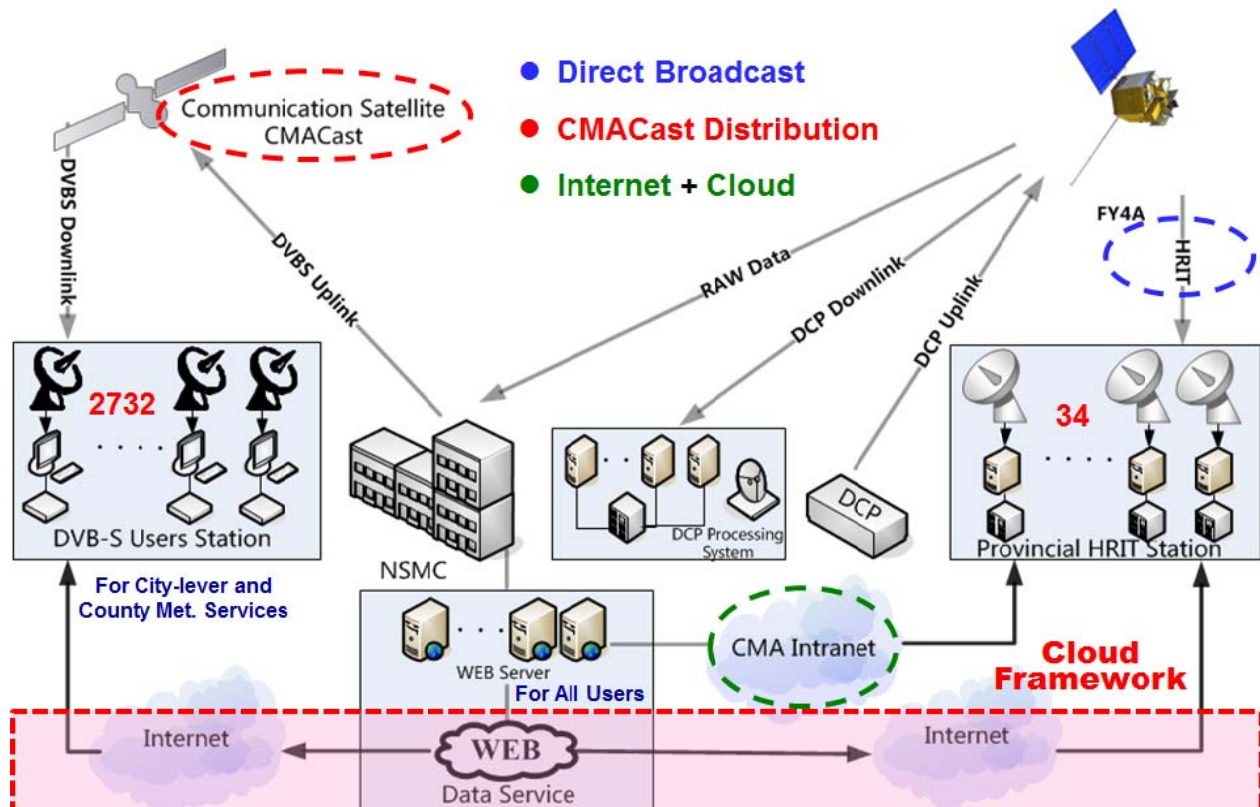 Communication Satellite
CMACast
Direct Broadcast
CMACast Distribution
Internet + Cloud
DVBS Downlink
DVBS Uplink
RAW Data
DCP Downlink
DCP Uplink
FY4A
HRIT
2732
. . . .
DVB-S Users Station
For City-lever and
County Met. Services
NSMC
. .
DCP Processing
System
DCP
34
. . . .
Provincial HRIT Station
. . .
WEB Server
For All Users
CMA Intranet
Cloud
Framework
Internet
WEB
Data Service
Internet